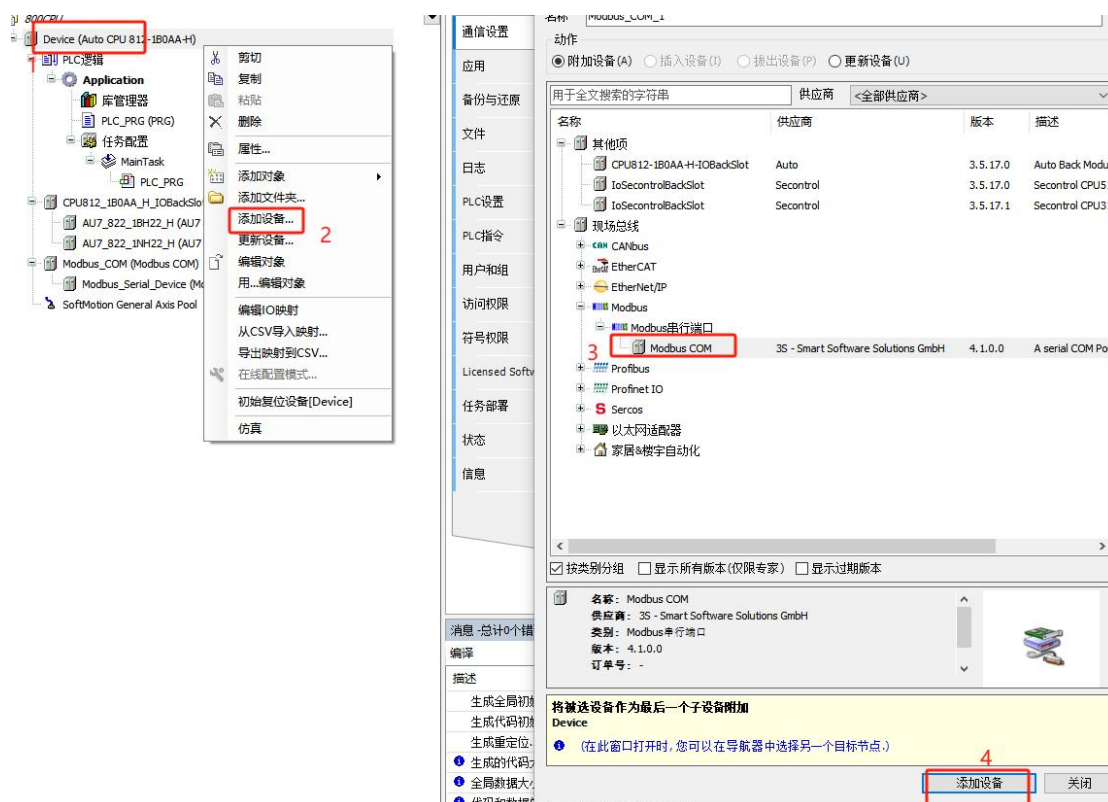 800CPU
Device (Auto CPU 812-1B0AA-H)
1
PLC逻辑
Application
库管理器
PLC_PRG (PRG)
任务配置
MainTask
PLC_PRG
CPU812_1B0AA_H_IOBackSlo
AU7_822_1BH22_H (AU7
AU7_822_1NH22_H (AU7
Modbus_COM (Modbus COM)
Modbus_Serial_Device (Mo
SoftMotion General Axis Pool
剪切
复制
粘贴
删除
属性...
添加对象
添加文件夹...
添加设备...
2
更新设备...
编辑对象
用...编辑对象
编辑IO映射
从CSV导入映射...
导出映射到CSV...
在线配置模式...
初始复位设备[Device]
仿真
通信设置
应用
备份与还原
文件
日志
PLC设置
PLC指令
用户和组
访问权限
符号权限
Licensed Softw
任务部署
状态
信息
消息 -总计0个错
编译
描述
生成全局初始
生成代码初始
生成重定位.
生成的代码大
全局数据大小
名称 Modbus_COM_1
动作
附加设备(A) 插入设备(I) 拔出设备(P) 更新设备(U)
用于全文搜索的字符串 供应商 <全部供应商>
名称 供应商 版本 描述
其他项
CPU812-1B0AA-H-IOBackSlot Auto 3.5.17.0 Auto Back Modu
IoSecontrolBackSlot Secontrol 3.5.17.0 Secontrol CPU5
IoSecontrolBackSlot Secontrol 3.5.17.1 Secontrol CPU3
现场总线
CAN CANbus
EtherCAT
EtherNet/IP
Modbus
Modbus串行端口
3
Modbus COM 3S - Smart Software Solutions GmbH 4.1.0.0 A serial COM Po
Profibus
Profinet IO
Sercos
以太网适配器
家居&楼宇自动化
按类别分组 显示所有版本(仅限专家) 显示过期版本
名称: Modbus COM
供应商: 3S - Smart Software Solutions GmbH
类别: Modbus串行端口
版本: 4.1.0.0
订单号: -
将被选设备作为最后一个子设备附加
Device
(在此窗口打开时, 您可以在导航器中选择另一个目标节点.)
4
添加设备 关闭